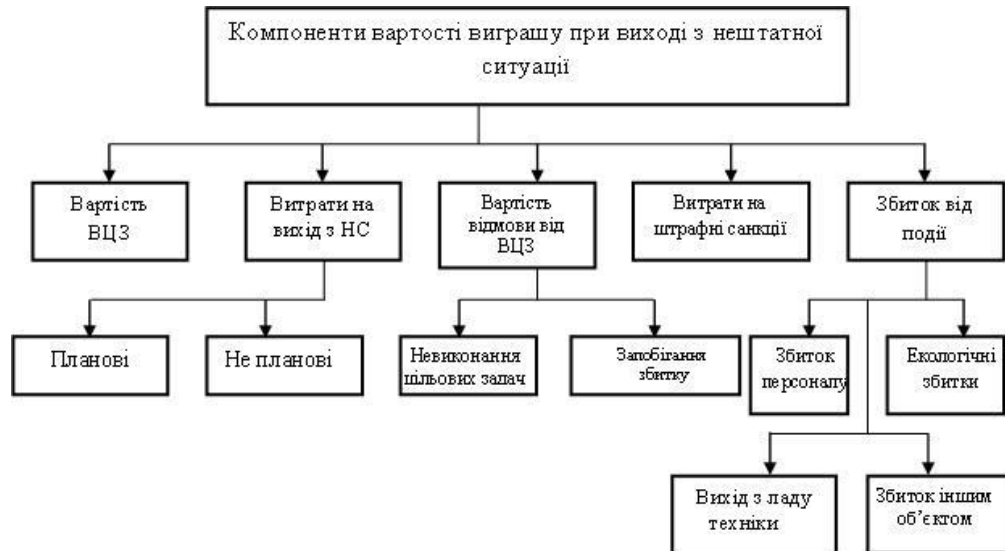 Компоненти вартості виграшу при виході з нештатної
ситуації
Вартість
ВЦЗ
Витрати на
вихід з НС
Вартість
відмови від
ВЦЗ
Витрати на
штрафні санкції
Збиток від
події
Планові
Не планові
Невиконання
цільових задач
Запобігання
збитку
Збиток
персоналу
Екологічні
збитки
Вихід з ладу
техніки
Збиток іншим
об’єктом